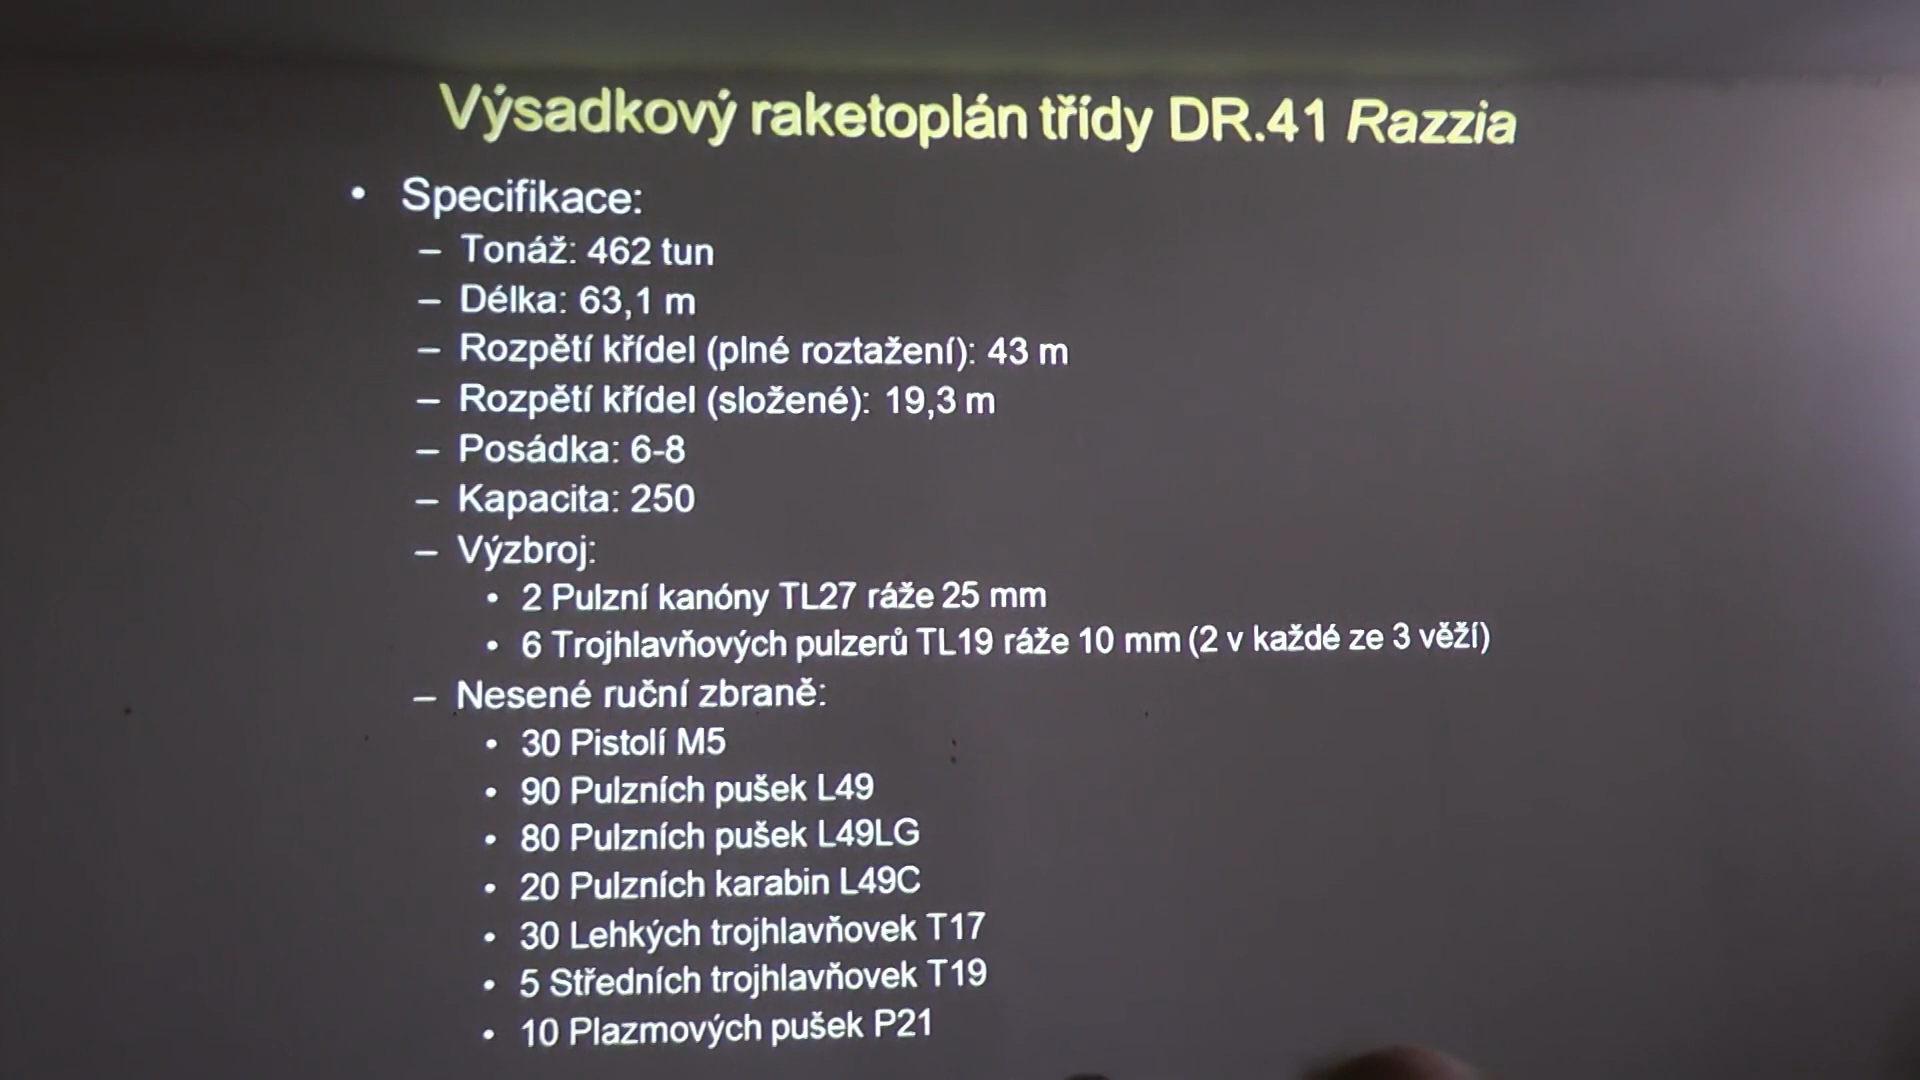 Výsadkový raketoplán třídy DR.41 Razzia
• Specifikace:
– Tonáž: 462 tun
– Délka: 63,1 m
– Rozpětí křídel (plné roztažení): 43 m
– Rozpětí křídel (složené): 19,3 m
– Posádka: 6-8
– Kapacita: 250
– Výzbroj:
• 2 Pulzní kanóny TL27 ráže 25 mm
• 6 Trojhlavňových pulzerů TL19 ráže 10 mm (2 v každé ze 3 věží)
– Nesené ruční zbraně:
• 30 Pistolí M5
• 90 Pulzních pušek L49
• 80 Pulzních pušek L49LG
• 20 Pulzních karabin L49C
• 30 Lehkých trojhlavňovek T17
• 5 Středních trojhlavňovek T19
• 10 Plazmových pušek P21